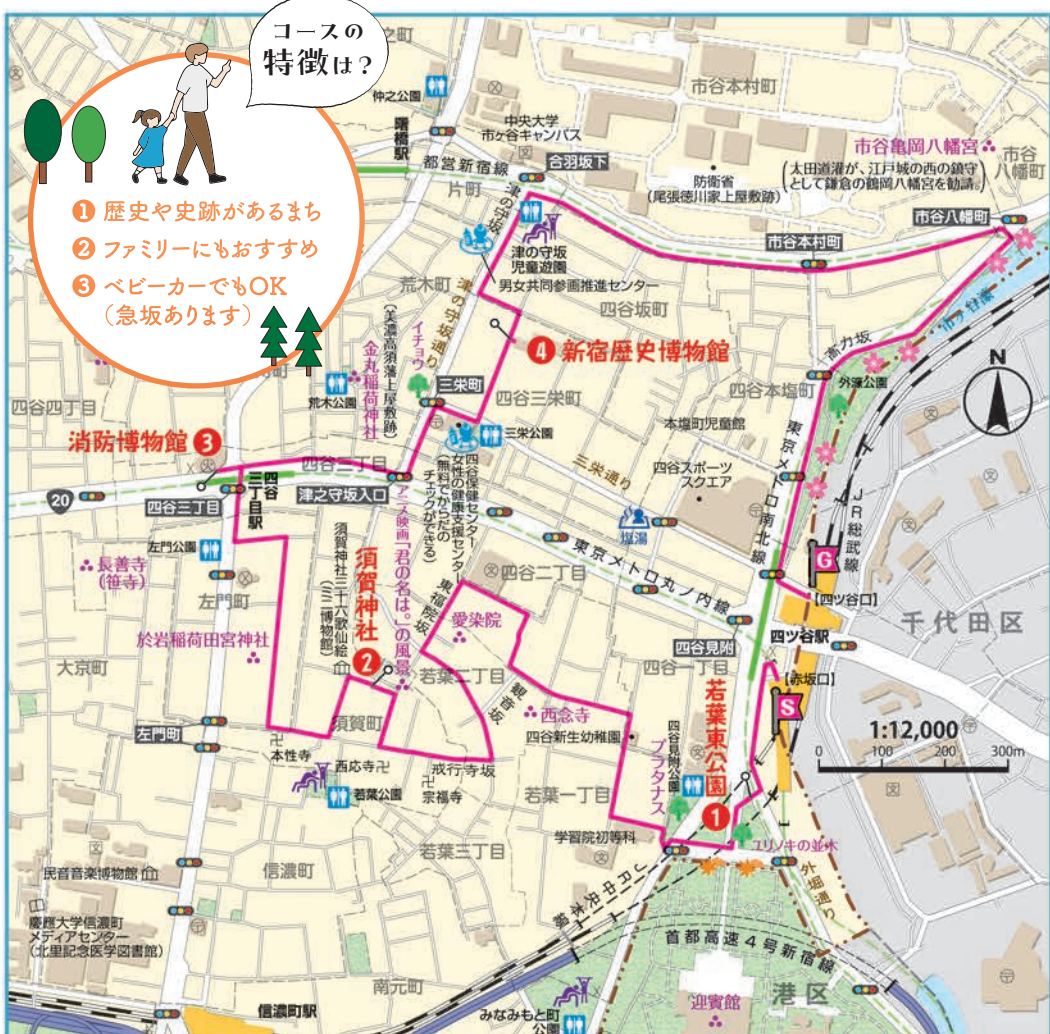 コースの
特徴は？
❶ 歴史や史跡があるまち
❷ ファミリーにもおすすめ
❸ ベビーカーでもOK
（急坂あります）
之町
仲之公園
曙橋駅
中央大学
市ヶ谷キャンパス
都営新宿線
合羽坂下
片町
市谷本村町
防衛省
（尾張徳川家上屋敷跡）
市谷亀岡八幡宮
（太田道灌が、江戸城の西の鎮守
として鎌倉の鶴岡八幡宮を勧請。）
市谷
八幡町
市谷八幡町
市谷本村町
市ヶ谷濠
津の守坂
津の守坂
児童遊園
男女共同参画推進センター
荒木町
津の守坂通り
四谷坂町
❹ 新宿歴史博物館
イチョウ
（美濃高須藩上屋敷跡）
金丸稲荷神社
荒木公園
三栄町
四谷三栄町
三栄公園
本塩町児童館
四谷本塩町
高力坂
外濠公園
N
四谷四丁目
消防博物館 ❸
四谷三丁目
四谷
三丁目駅
20
四谷三丁目
津之守坂入口
四谷保健センター
女性の健康支援センター
（無料でからだの
チェックができる）
三栄通り
四谷スポーツ
スクエア
塩湯
東京メトロ南北線
JR総武線
東京メトロ丸ノ内線
G
【四ツ谷口】
四ツ谷駅
千代田区
左門公園
長善寺
（笹寺）
左門町
須賀神社
❷
須賀神社三十六歌仙絵
（ミニ博物館）
アニメ映画「君の名は。」の風景
東福院坂
四谷二丁目
愛染院
四谷見附
四谷一丁目
【赤坂口】
S
於岩稲荷田宮神社
大京町
若葉二丁目
観音坂
西念寺
四谷新生幼稚園
若葉東公園
❶
四谷見附公園
プラタナス
1:12,000
0 100 200 300m
左門町
須賀町
本性寺
西応寺
戒行寺坂
若葉公園
宗福寺
若葉一丁目
学習院初等科
ユリノキの並木
若葉三丁目
信濃町
外堀通り
JR中央本線
民音音楽博物館
慶應大学信濃町
メディアセンター
（北里記念医学図書館）
首都高速4号新宿線
南元町
港区
信濃町駅
みなみもと町
公園
迎賓館